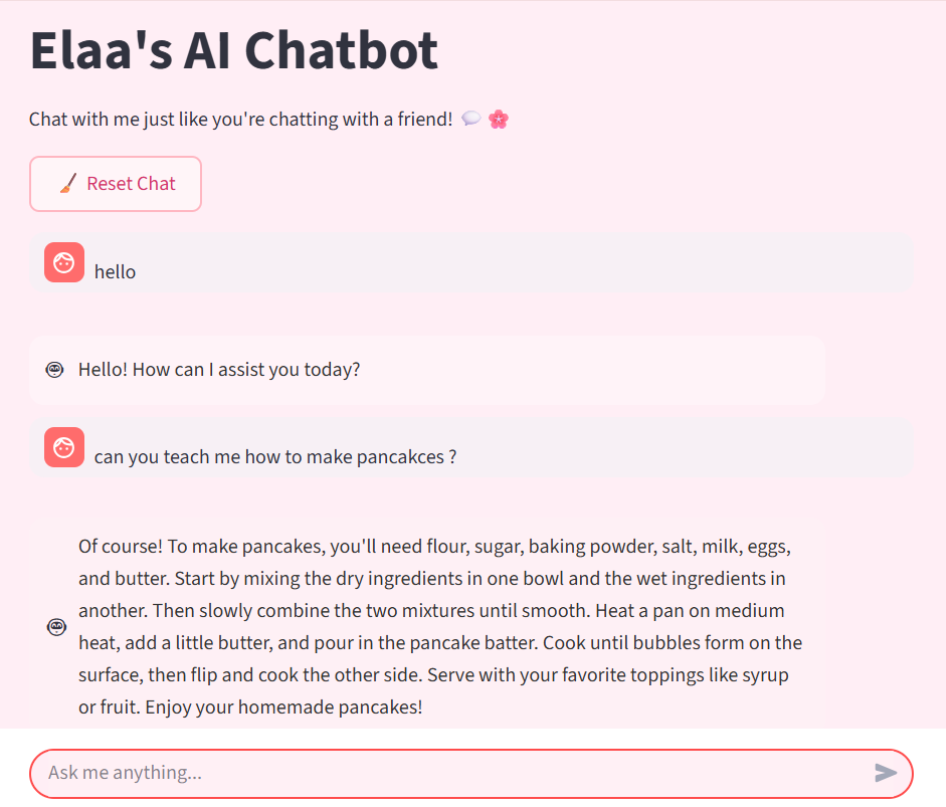 Elaa's AI Chatbot
Chat with me just like you're chatting with a friend! 💬 🌸
🧹 Reset Chat
hello
Hello! How can I assist you today?
can you teach me how to make pancakces ?
Of course! To make pancakes, you'll need flour, sugar, baking powder, salt, milk, eggs,
and butter. Start by mixing the dry ingredients in one bowl and the wet ingredients in
another. Then slowly combine the two mixtures until smooth. Heat a pan on medium
heat, add a little butter, and pour in the pancake batter. Cook until bubbles form on the
surface, then flip and cook the other side. Serve with your favorite toppings like syrup
or fruit. Enjoy your homemade pancakes!
Ask me anything...